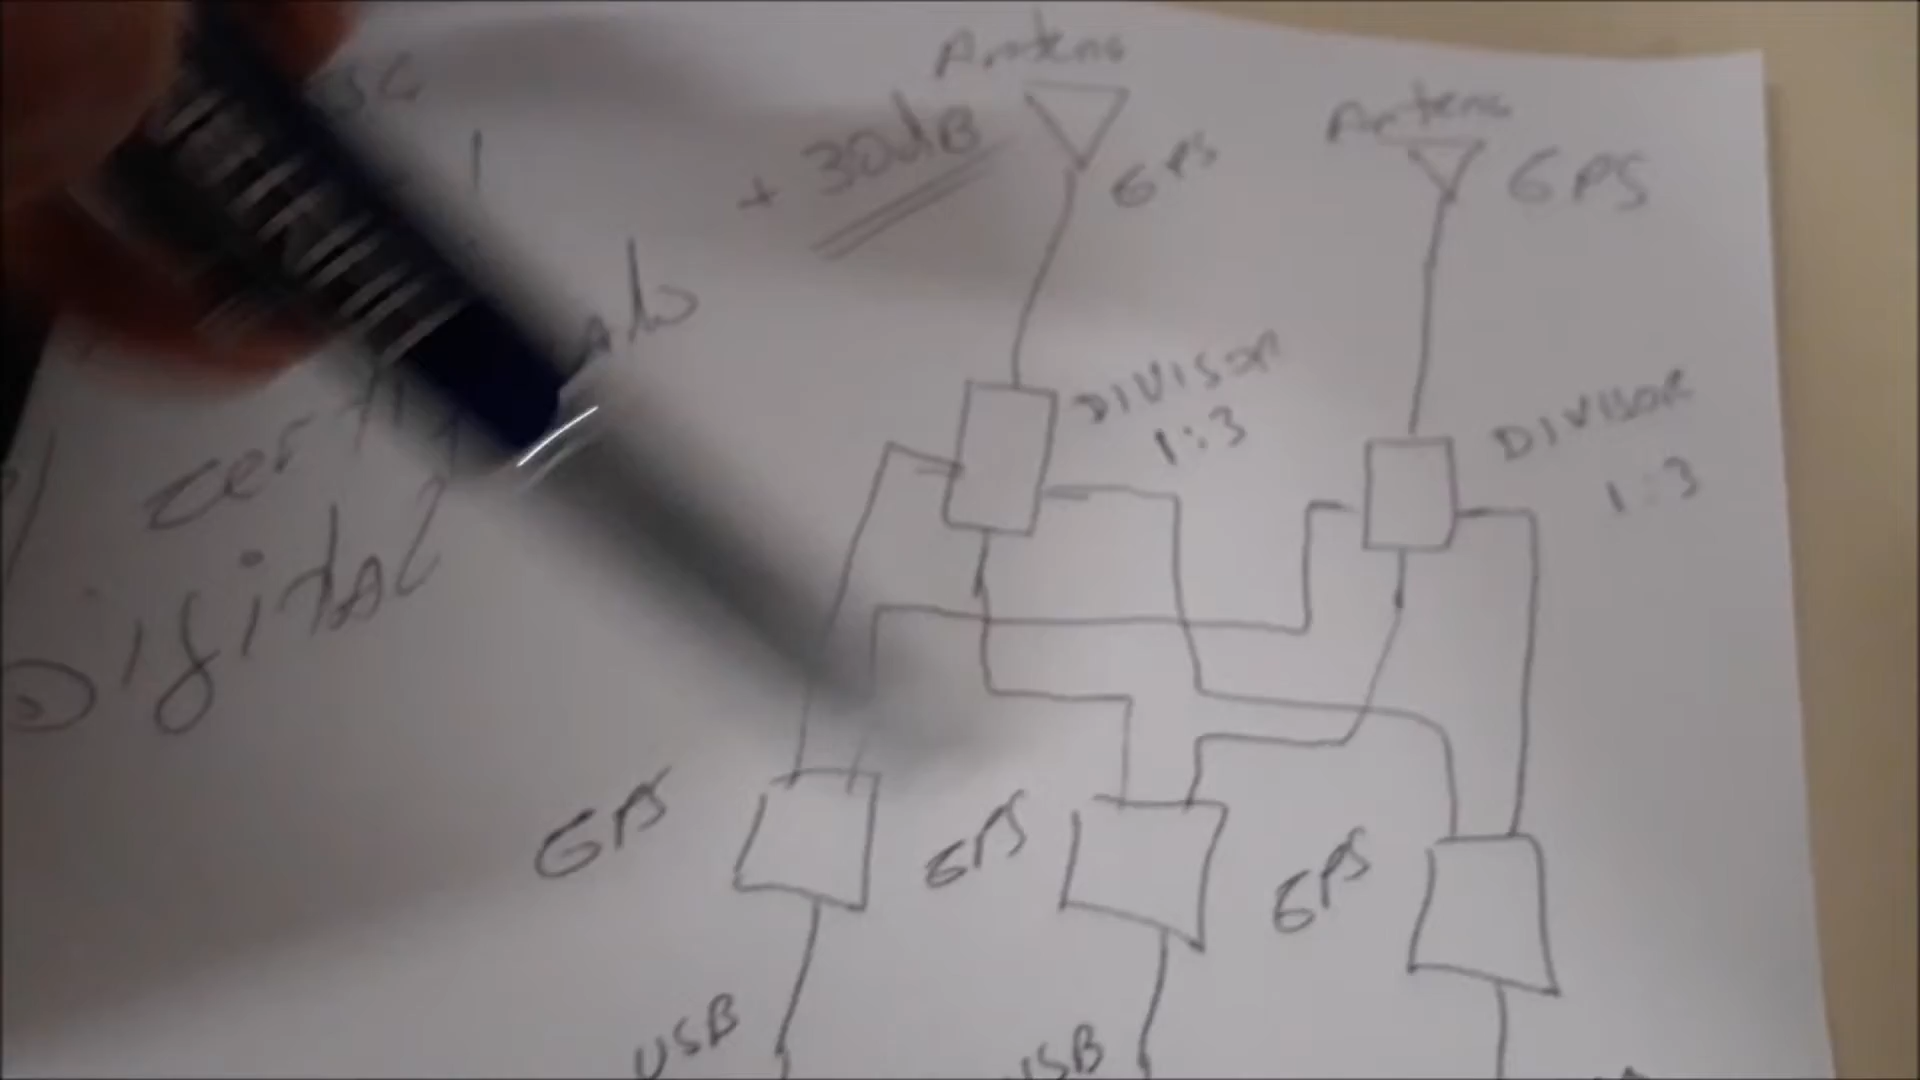 Antena
Antena
+ 30dB
GPS
GPS
DIVISOR
1:3
DIVISOR
1:3
Digital
GPS
GPS
GPS
USB
USB